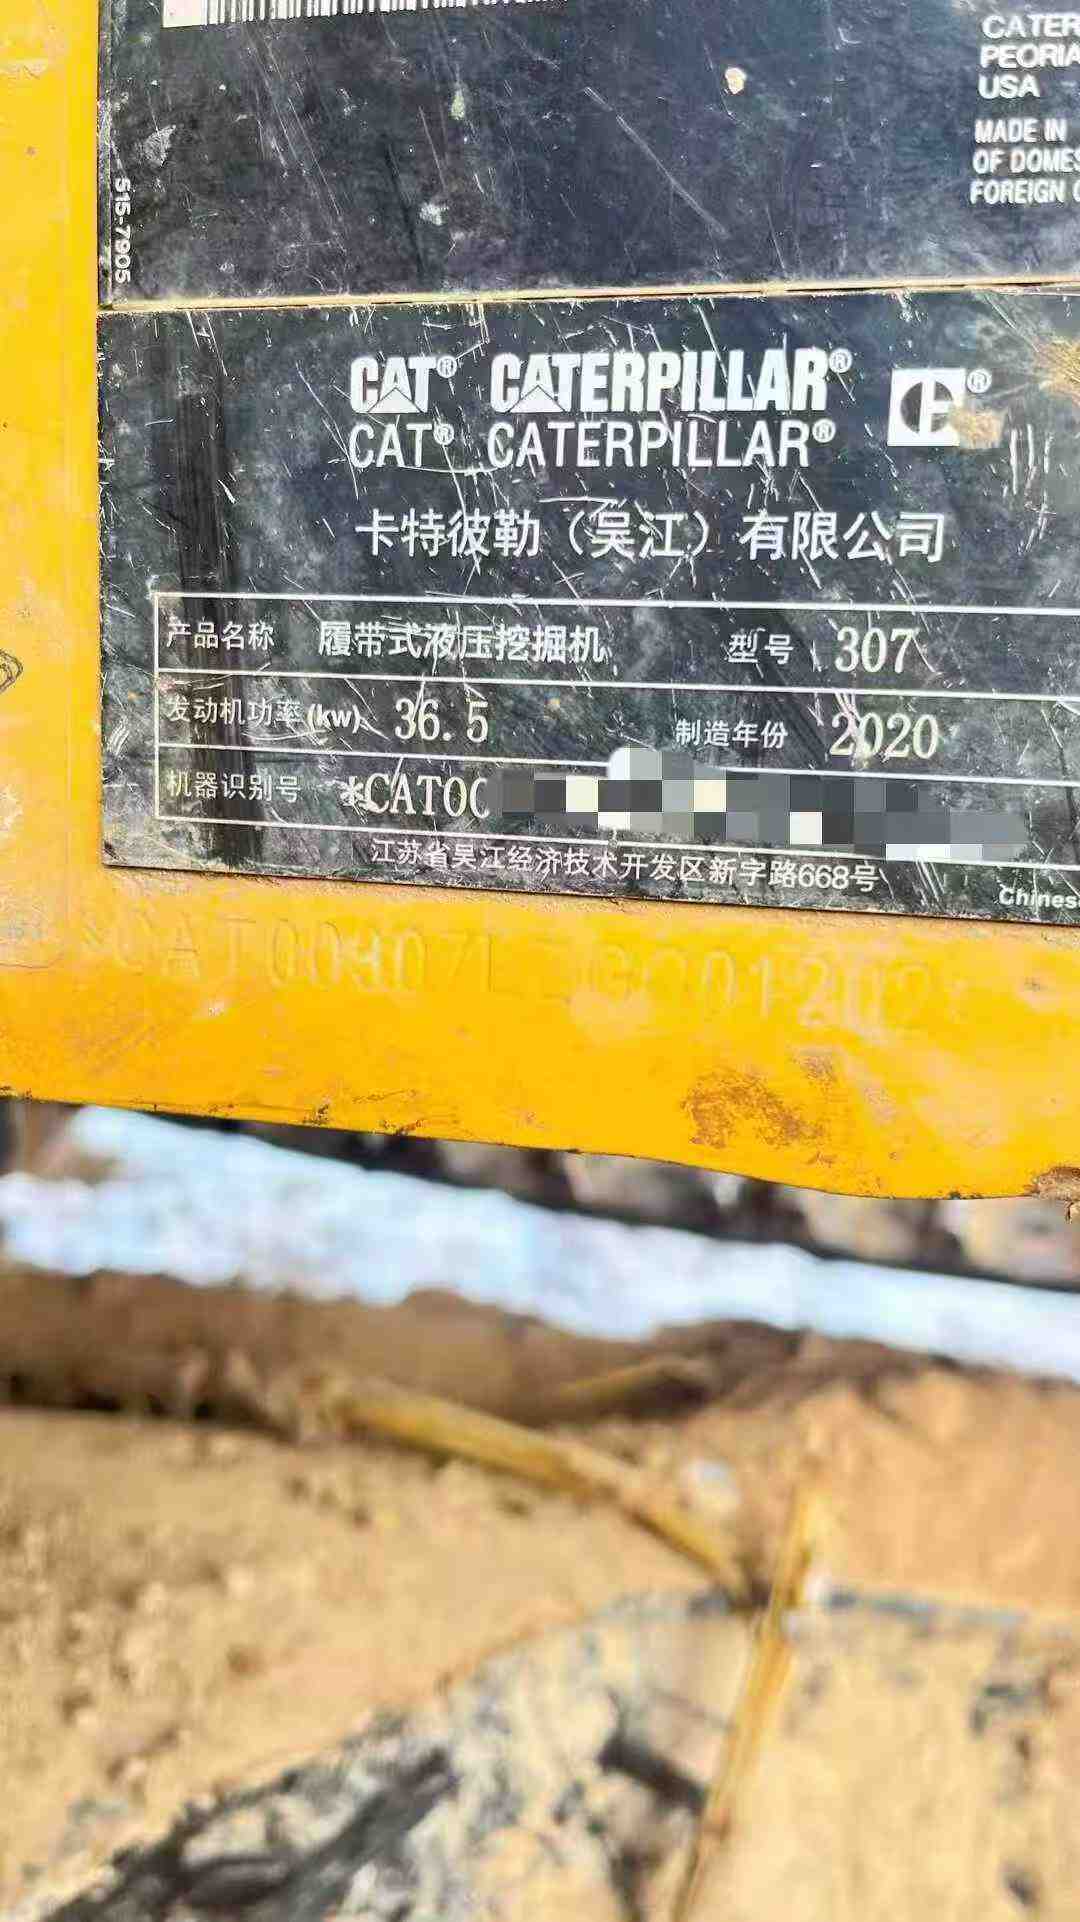 CATER
PEORIA
USA
MADE IN
OF DOMES
FOREIGN
515-7905
CAT® CATERPILLAR® ®
CAT® CATERPILLAR®
卡特彼勒（吴江）有限公司
产品名称 履带式液压挖掘机 型号 307
发动机功率(kw) 36.5 制造年份 2020
机器识别号 *CAT00
江苏省吴江经济技术开发区新字路668号
Chinese